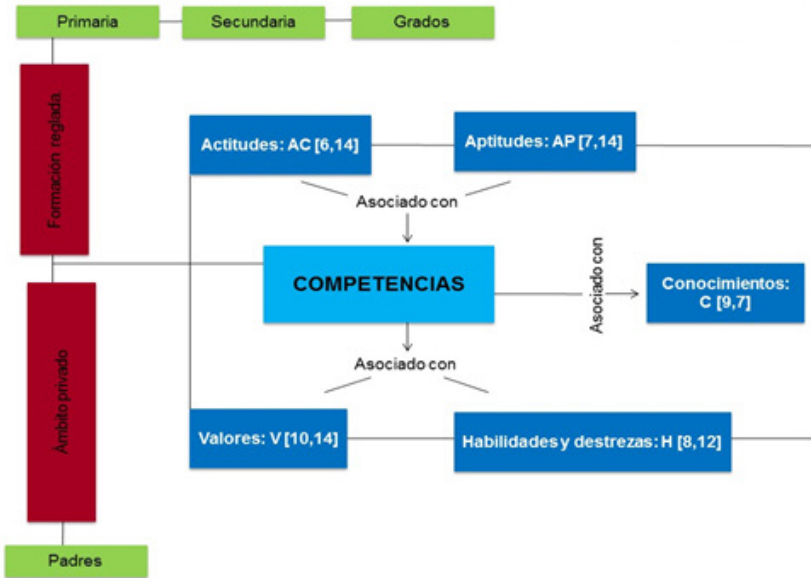 Primaria
Secundaria
Grados
Formación reglada
Actitudes: AC [6,14]
Aptitudes: AP [7,14]
Asociado con
COMPETENCIAS
Asociado con
Conocimientos:
C [9,7]
Asociado con
Ámbito privado
Valores: V [10,14]
Habilidades y destrezas: H [8,12]
Padres